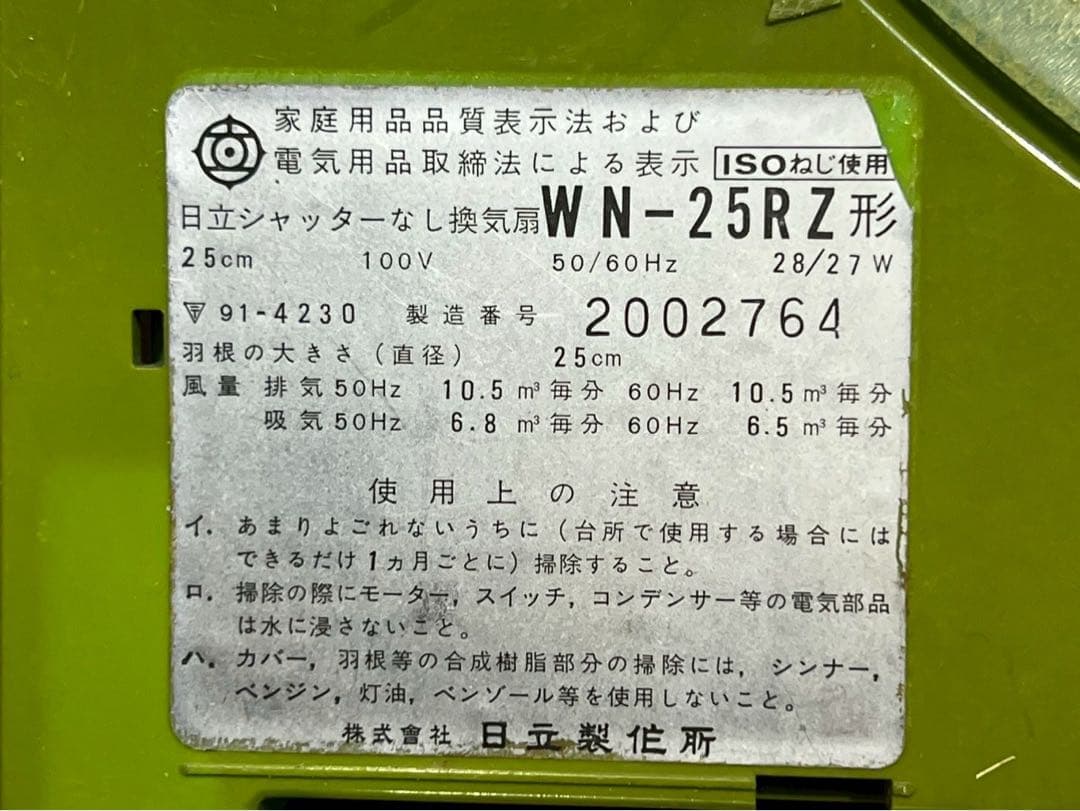 家庭用品品質表示法および
電気用品取締法による表示 ISOねじ使用
日立シャッターなし換気扇WN-25RZ形
25cm 100V 50/60Hz 28/27W
▽〒 91-4230 製造番号 2002764
羽根の大きさ（直径） 25cm
風量 排気50Hz 10.5m³毎分 60Hz 10.5m³毎分
吸気50Hz 6.8m³毎分 60Hz 6.5m³毎分
使用上の注意
イ．あまりよごれないうちに（台所で使用する場合には
できるだけ1ヵ月ごとに）掃除すること。
ロ．掃除の際にモーター，スイッチ，コンデンサー等の電気部品
は水に浸さないこと。
ハ．カバー，羽根等の合成樹脂部分の掃除には，シンナー，
ベンジン，灯油，ベンゾール等を使用しないこと。
株式會社 日立製作所